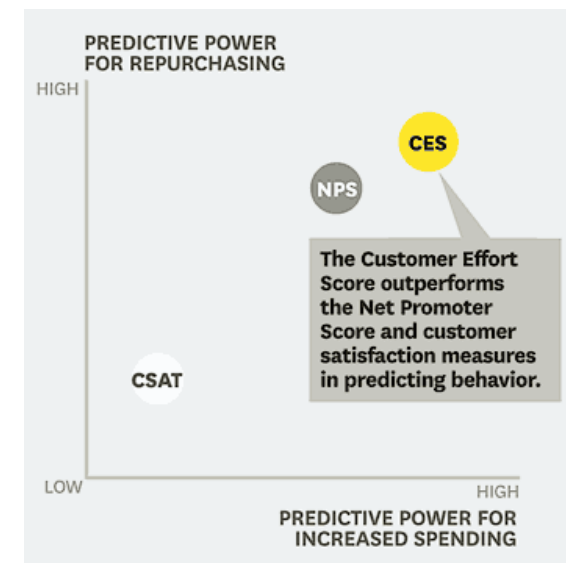 PREDICTIVE POWER
FOR REPURCHASING
HIGH
CES
NPS
The Customer Effort
Score outperforms
the Net Promoter
Score and customer
satisfaction measures
in predicting behavior.
CSAT
LOW
HIGH
PREDICTIVE POWER FOR
INCREASED SPENDING